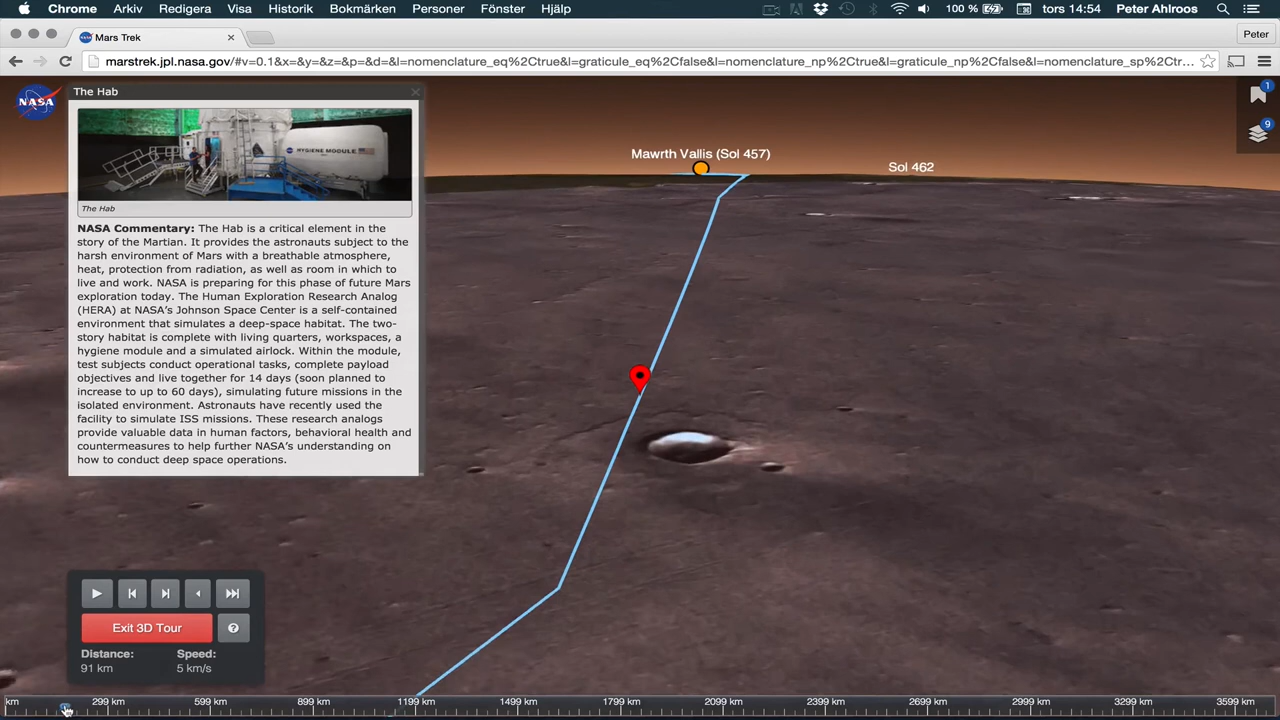 Chrome Arkiv Redigera Visa Historik Bokmärken Personer Fönster Hjälp 100 % tors 14:54 Peter Ahlroos
Mars Trek
Peter
marstrek.jpl.nasa.gov/#v=0.1&x=&y=&z=&p=&d=&l=nomenclature_eq%2Ctrue&l=graticule_eq%2Cfalse&l=nomenclature_np%2Ctrue&l=graticule_np%2Cfalse&l=nomenclature_sp%2Ctr...
NASA
The Hab
1
9
HYGIENE MODULE
The Hab
NASA Commentary: The Hab is a critical element in the
story of the Martian. It provides the astronauts subject to the
harsh environment of Mars with a breathable atmosphere,
heat, protection from radiation, as well as room in which to
live and work. NASA is preparing for this phase of future Mars
exploration today. The Human Exploration Research Analog
(HERA) at NASA's Johnson Space Center is a self-contained
environment that simulates a deep-space habitat. The two-
story habitat is complete with living quarters, workspaces, a
hygiene module and a simulated airlock. Within the module,
test subjects conduct operational tasks, complete payload
objectives and live together for 14 days (soon planned to
increase to up to 60 days), simulating future missions in the
isolated environment. Astronauts have recently used the
facility to simulate ISS missions. These research analogs
provide valuable data in human factors, behavioral health and
countermeasures to help further NASA's understanding on
how to conduct deep space operations.
Mawrth Vallis (Sol 457)
Sol 462
Exit 3D Tour
?
Distance: Speed:
91 km 5 km/s
km 299 km 599 km 899 km 1199 km 1499 km 1799 km 2099 km 2399 km 2699 km 2999 km 3299 km 3599 km